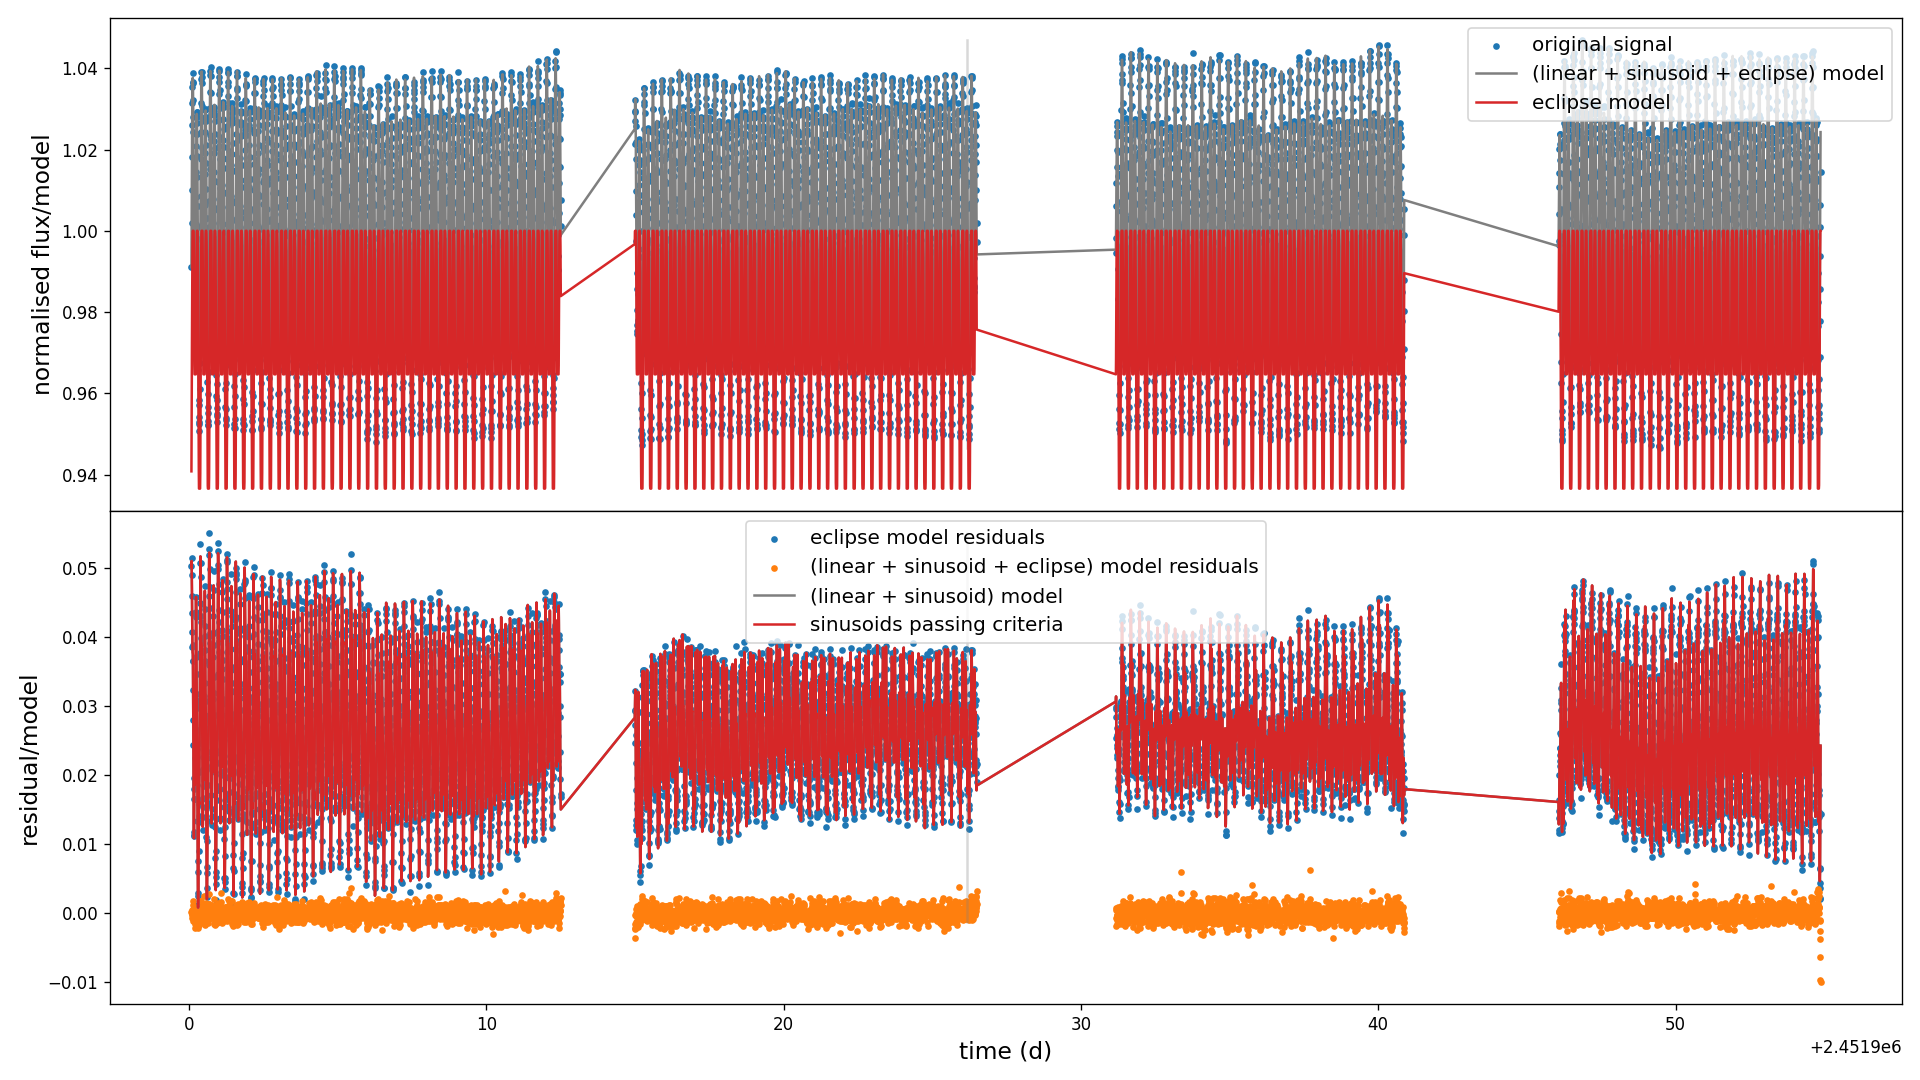 original signal
(linear + sinusoid + eclipse) model
eclipse model
normalised flux/model
1.04
1.02
1.00
0.98
0.96
0.94
eclipse model residuals
(linear + sinusoid + eclipse) model residuals
(linear + sinusoid) model
sinusoids passing criteria
residual/model
0.05
0.04
0.03
0.02
0.01
0.00
−0.01
0
10
20
30
40
50
time (d)
+2.4519e6